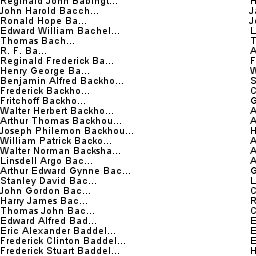 Reginald John Babingt... H
John Harold Bacch... J
Ronald Hope Ba... J
Edward William Bachel... L
Thomas Bach... T
R. F. Ba... A
Reginald Frederick Ba... F
Henry George Ba... W
Benjamin Alfred Backho... S
Frederick Backho... C
Fritchoff Backho... G
Walter Herbert Backho... A
Arthur Thomas Backhou... A
Joseph Philemon Backhou... H
William Patrick Backo... A
Walter Norman Backsha... A
Linsdell Argo Bac... A
Arthur Edward Gynne Bac... G
Stanley David Bac... L
John Gordon Bac... C
Harry James Bac... R
Thomas John Bac... C
Edward Alfred Bad... E
Eric Alexander Baddel... E
Frederick Clinton Baddel... E
Frederick Stuart Baddel... H